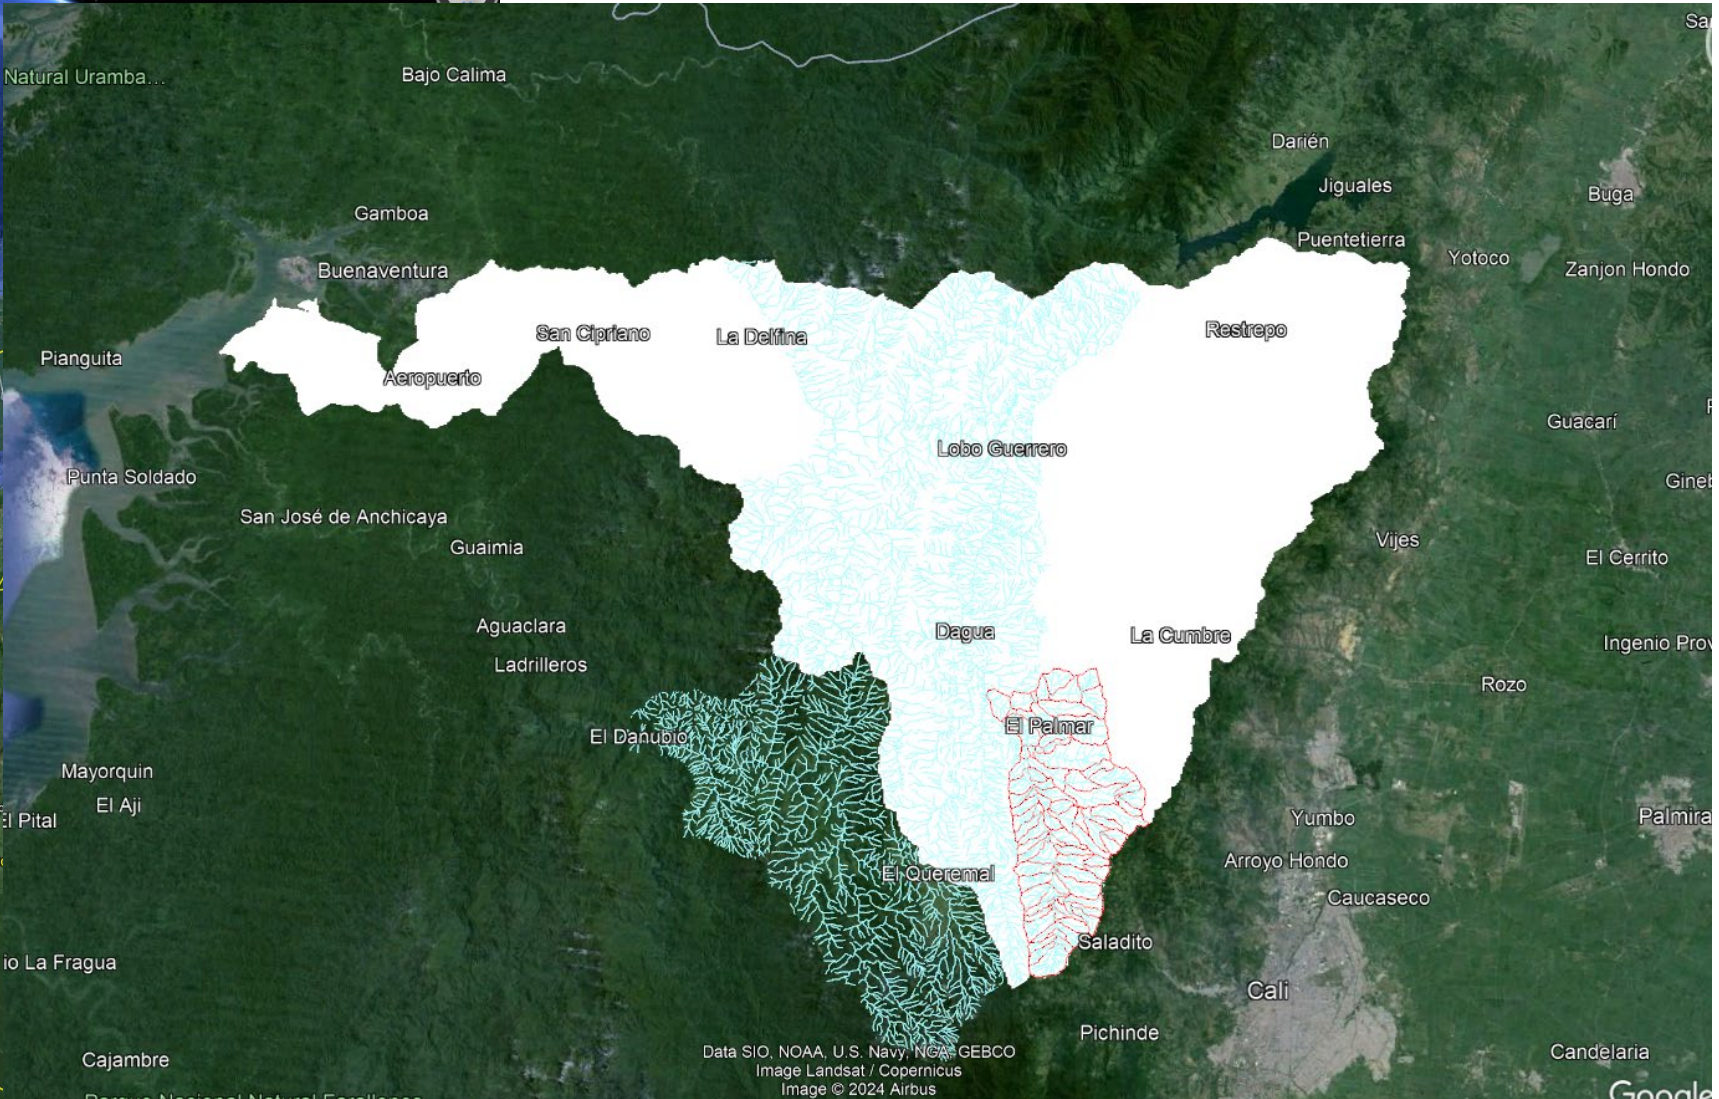 Natural Uramba...
Bajo Calima
Darién
Jiguales
Buga
Gamboa
Puentetierra
Yotoco
Buenaventura
Zanjon Hondo
San Cipriano
La Delfina
Restrepo
Pianguita
Aeropuerto
Guacarí
Lobo Guerrero
Punta Soldado
San José de Anchicaya
Guaimia
Vijes
El Cerrito
Aguaclara
Dagua
La Cumbre
Ladrilleros
Rozo
El Palmar
El Danubio
Mayorquin
El Aji
El Pital
Yumbo
Palmira
Arroyo Hondo
El Queremal
Caucaseco
Saladito
La Fragua
Cali
Pichinde
Cajambre
Data SIO, NOAA, U.S. Navy, NGA, GEBCO
Candelaria
Image Landsat / Copernicus
Image © 2024 Airbus
Google